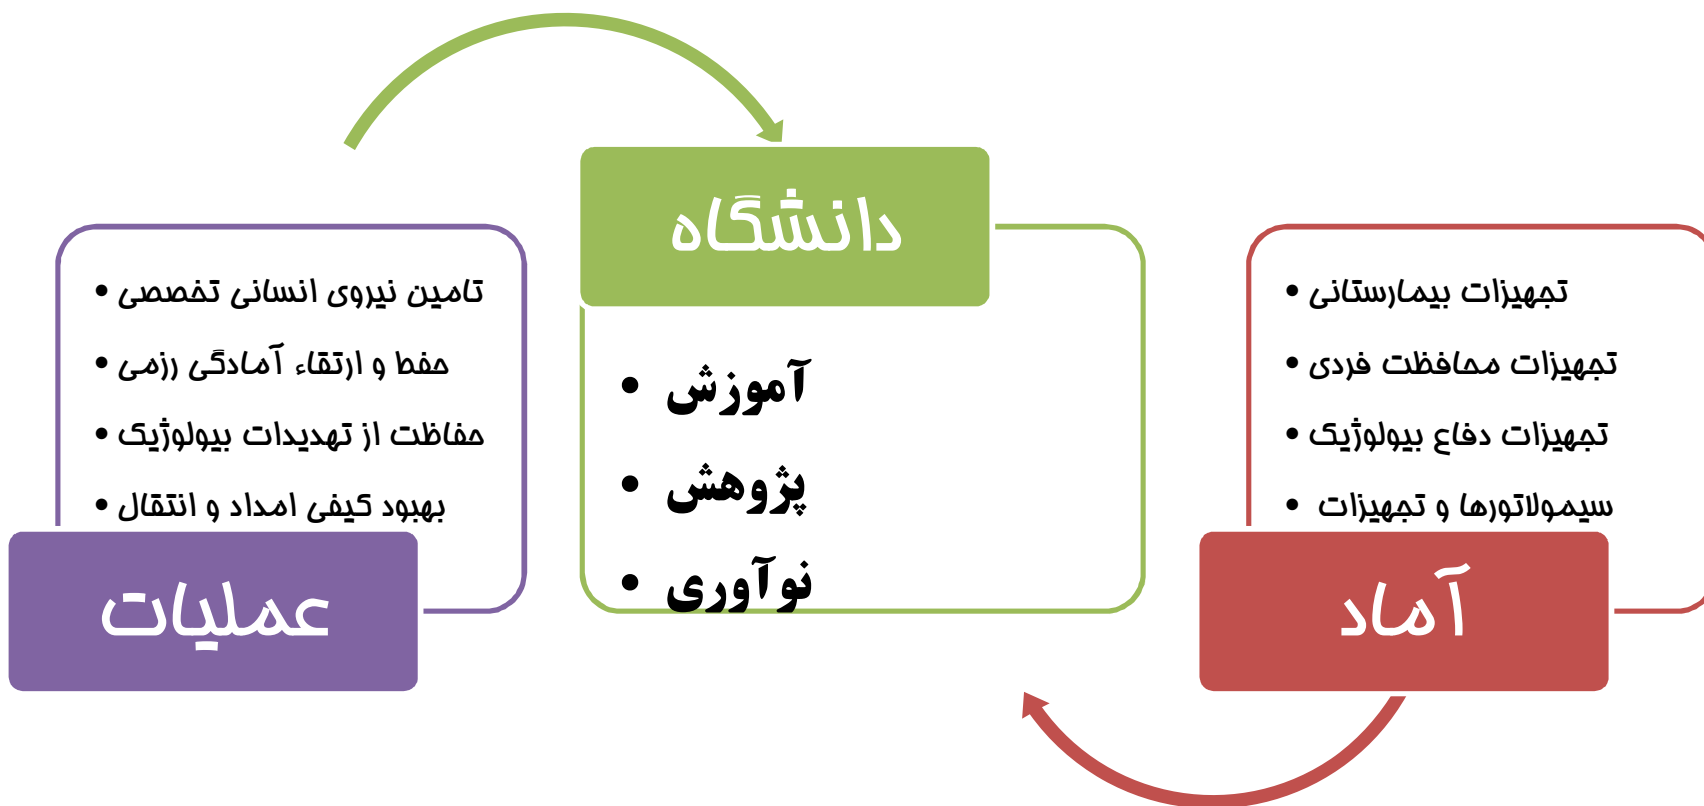 آماد
تجهیزات بیمارستانی •
تجهیزات محافظت فردی •
تجهیزات دفاع بیولوژیک •
سیمولاتورها و تجهیزات •
دانشگاه
آموزش •
پژوهش •
نوآوری •
عملیات
تامین نیروی انسانی تخصصی •
حفط و ارتقاء آمادگی رزمی •
حفاظت از تهدیدات بیولوژیک •
بهبود کیفی امداد و انتقال •